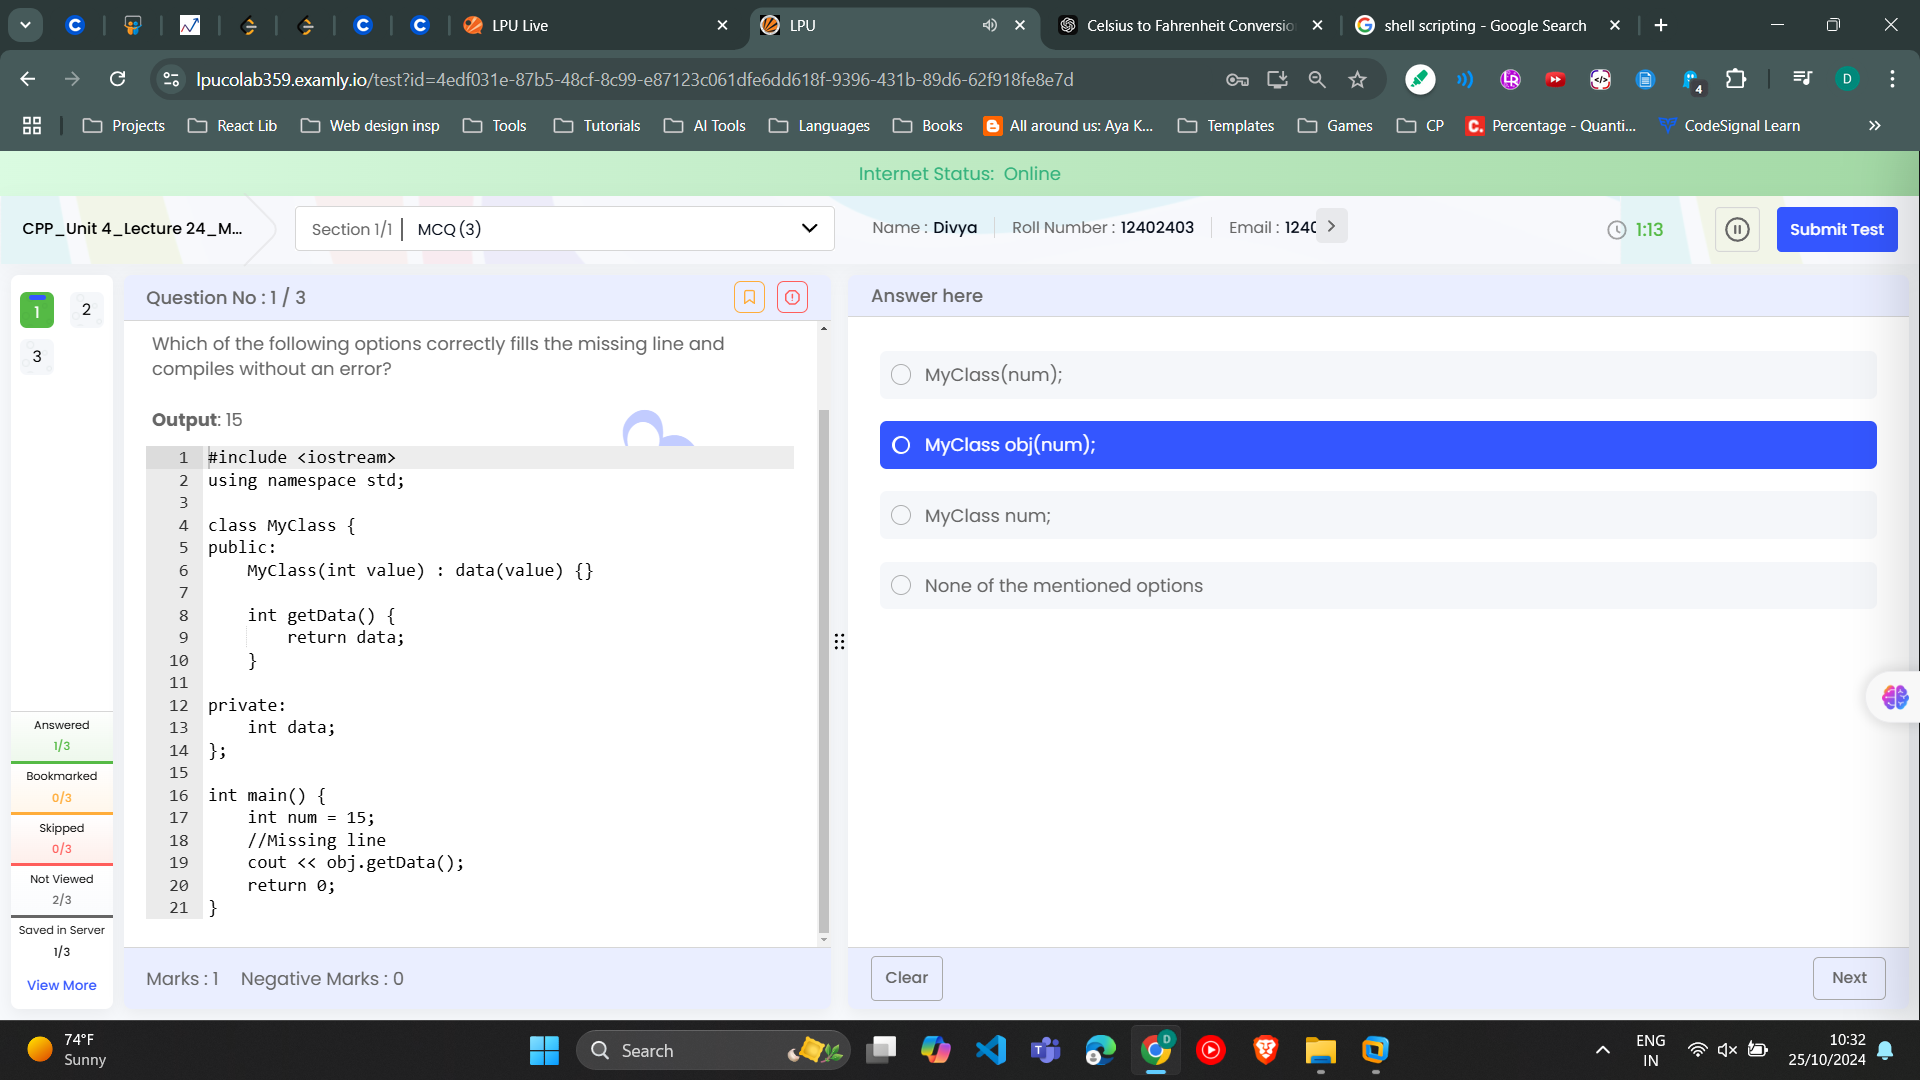 LPU Live
LPU
Celsius to Fahrenheit Conversio
shell scripting - Google Search
lpucolab359.examly.io/test?id=4edf031e-87b5-48cf-8c99-e87123c061dfe6dd618f-9396-431b-89d6-62f918fe8e7d
4
D
Projects
React Lib
Web design insp
Tools
Tutorials
AI Tools
Languages
Books
All around us: Aya K...
Templates
Games
CP
Percentage - Quanti...
CodeSignal Learn
Internet Status: Online
CPP_Unit 4_Lecture 24_M...
Section 1/1 | MCQ (3)
Name : Divya
Roll Number : 12402403
Email : 1240
1:13
Submit Test
1
2
3
Question No : 1 / 3
Which of the following options correctly fills the missing line and
compiles without an error?
Output: 15
1 #include <iostream>
2 using namespace std;
3
4 class MyClass {
5 public:
6 MyClass(int value) : data(value) {}
7
8 int getData() {
9 return data;
10 }
11
12 private:
13 int data;
14 };
15
16 int main() {
17 int num = 15;
18 //Missing line
19 cout << obj.getData();
20 return 0;
21 }
Marks : 1
Negative Marks : 0
Answer here
MyClass(num);
MyClass obj(num);
MyClass num;
None of the mentioned options
Clear
Next
Answered
1/3
Bookmarked
0/3
Skipped
0/3
Not Viewed
2/3
Saved in Server
1/3
View More
74°F
Sunny
Search
D
ENG
IN
10:32
25/10/2024